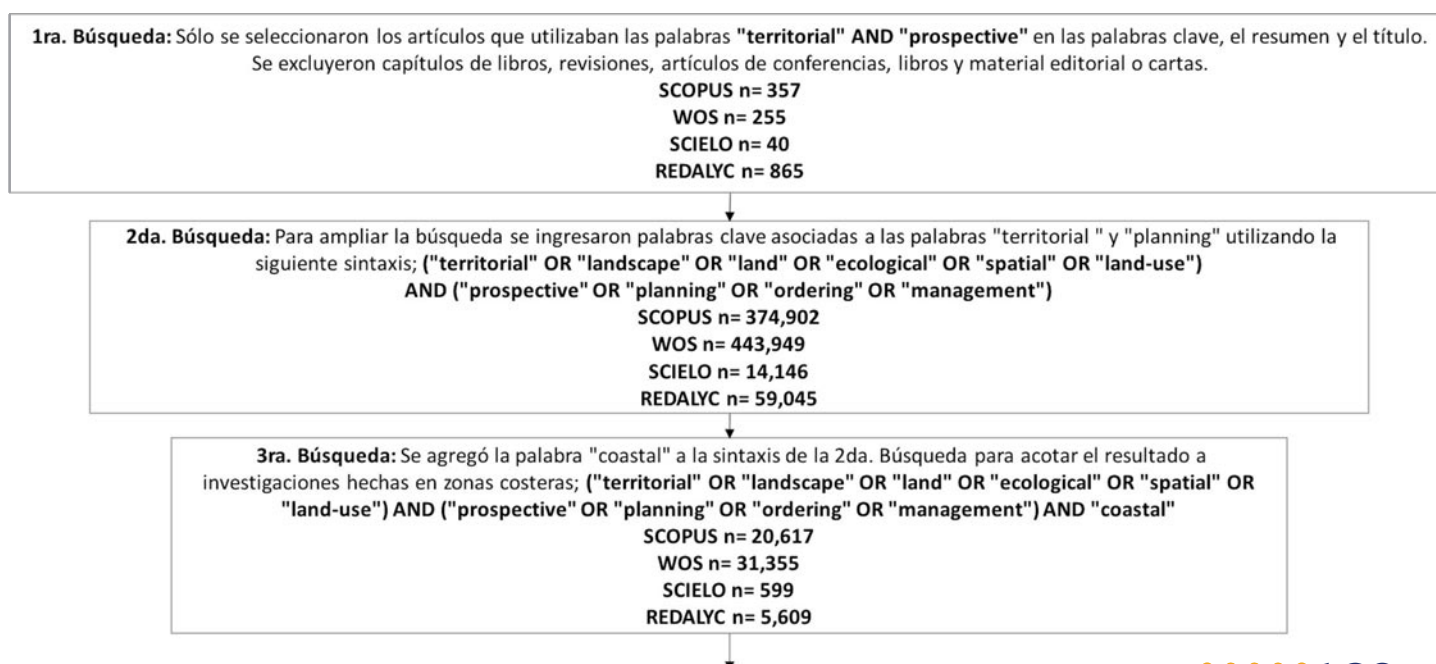 1ra. Búsqueda: Sólo se seleccionaron los artículos que utilizaban las palabras "territorial" AND "prospective" en las palabras clave, el resumen y el título.
Se excluyeron capítulos de libros, revisiones, artículos de conferencias, libros y material editorial o cartas.
SCOPUS n= 357
WOS n= 255
SCIELO n= 40
REDALYC n= 865
2da. Búsqueda: Para ampliar la búsqueda se ingresaron palabras clave asociadas a las palabras "territorial " y "planning" utilizando la
siguiente sintaxis; ("territorial" OR "landscape" OR "land" OR "ecological" OR "spatial" OR "land-use")
AND ("prospective" OR "planning" OR "ordering" OR "management")
SCOPUS n= 374,902
WOS n= 443,949
SCIELO n= 14,146
REDALYC n= 59,045
3ra. Búsqueda: Se agregó la palabra "coastal" a la sintaxis de la 2da. Búsqueda para acotar el resultado a
investigaciones hechas en zonas costeras; ("territorial" OR "landscape" OR "land" OR "ecological" OR "spatial" OR
"land-use") AND ("prospective" OR "planning" OR "ordering" OR "management") AND "coastal"
SCOPUS n= 20,617
WOS n= 31,355
SCIELO n= 599
REDALYC n= 5,609